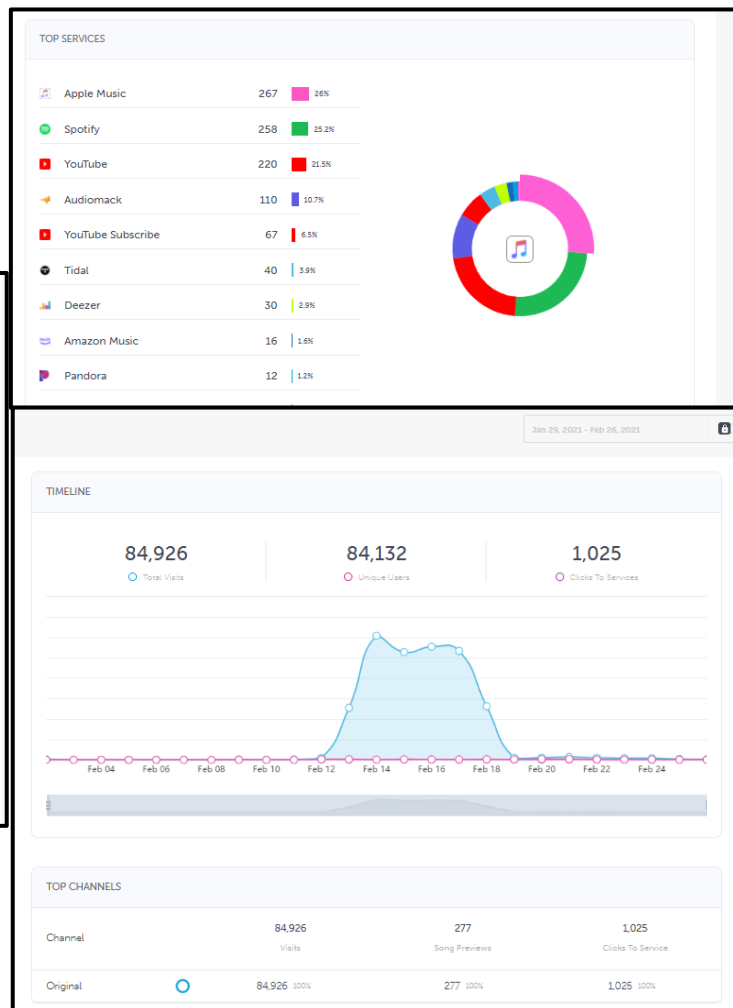 TOP SERVICES
Apple Music 267 26%
Spotify 258 25.2%
YouTube 220 21.5%
Audiomack 110 10.7%
YouTube Subscribe 67 6.5%
Tidal 40 3.9%
Deezer 30 2.9%
Amazon Music 16 1.6%
Pandora 12 1.2%
Jan 29, 2021 - Feb 26, 2021
TIMELINE
84,926 84,132 1,025
Total Visits Unique Users Clicks To Services
Feb 04 Feb 06 Feb 08 Feb 10 Feb 12 Feb 14 Feb 16 Feb 18 Feb 20 Feb 22 Feb 24
TOP CHANNELS
Channel 84,926 277 1,025
Visits Song Previews Clicks To Service
Original 84,926 100% 277 100% 1,025 100%